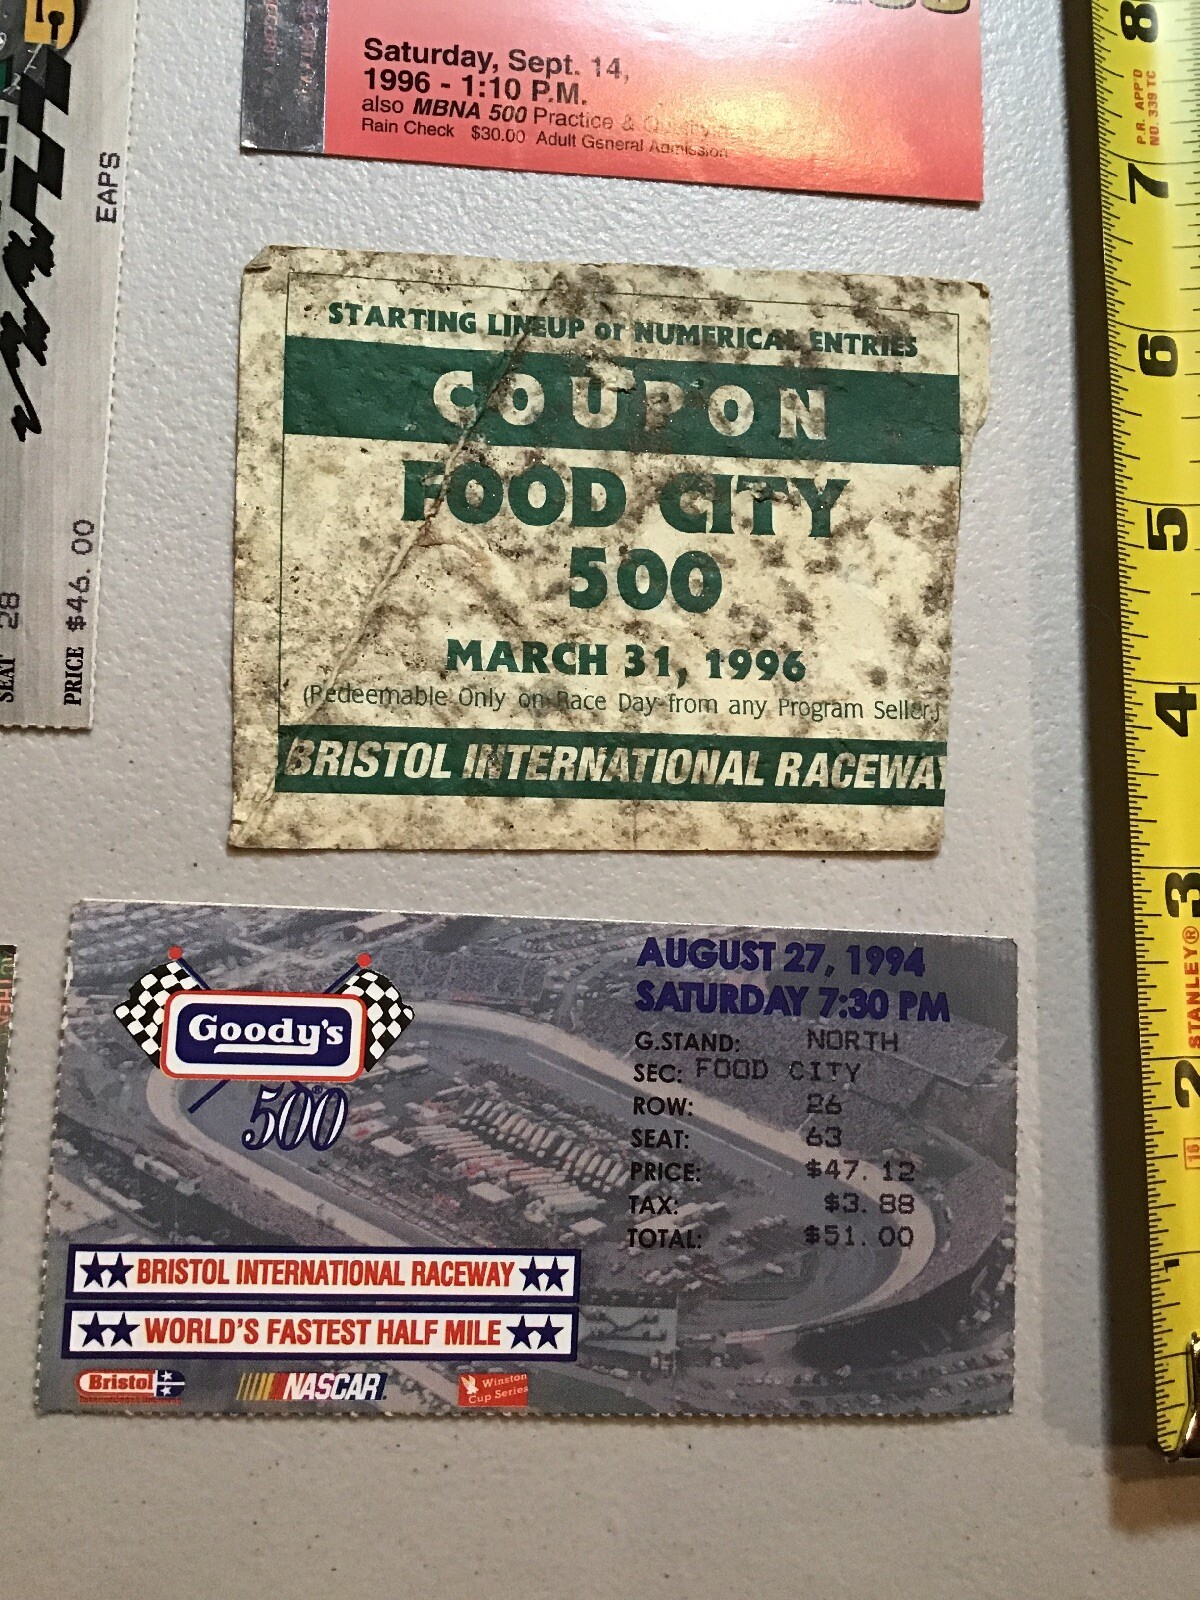 Saturday, Sept. 14,
1996 - 1:10 P.M.
also MBNA 500 Practice &
Rain Check $30.00 Adult General Admission
EAPS
SEAT 28
PRICE $46.00
STARTING LINEUP or NUMERICAL ENTRIES
COUPON
FOOD CITY
500
MARCH 31, 1996
(Redeemable Only on Race Day from any Program Seller)
BRISTOL INTERNATIONAL RACEWAY
AUGUST 27, 1994
SATURDAY 7:30 PM
G.STAND: NORTH
SEC: FOOD CITY
ROW: 26
SEAT: 63
PRICE: $47.12
TAX: $3.88
TOTAL: $51.00
Goody's
500
BRISTOL INTERNATIONAL RACEWAY
WORLD'S FASTEST HALF MILE
Bristol
NASCAR
Winston
Cup Series
8
P.R. APP'D
NO. 339 TC
7
6
5
4
3
STANLEY®
2
16
1